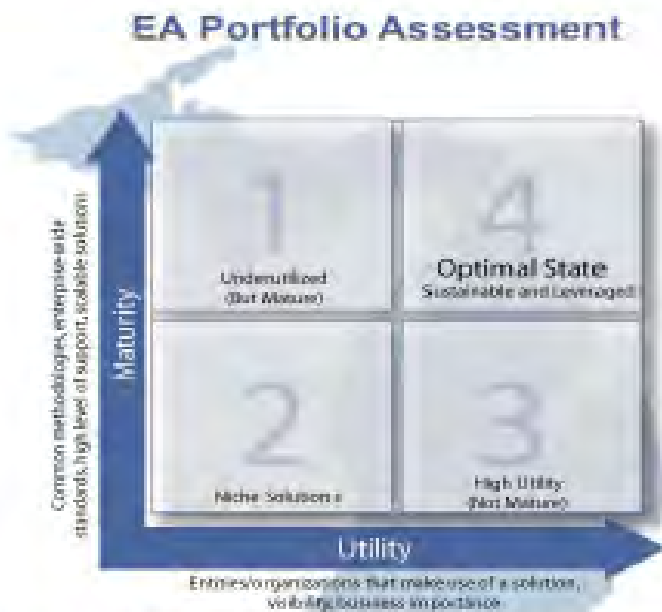 EA Portfolio Assessment
1
Underutilized
(But Mature)
4
Optimal State
Sustainable and Leveraged
2
Niche Solutions
3
High Utility
(Not Mature)
Maturity
Common methodologies, enterprise-wide
standards, high level of support, scalable solutions
Utility
Entities/organizations that make use of a solution,
visibility, business importance